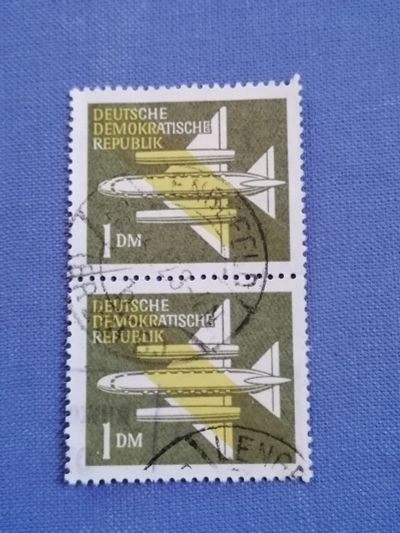 DEUTSCHE
DEMOKRATISCHE
REPUBLIK
1 DM
DEUTSCHE
DEMOKRATISCHE
REPUBLIK
1 DM